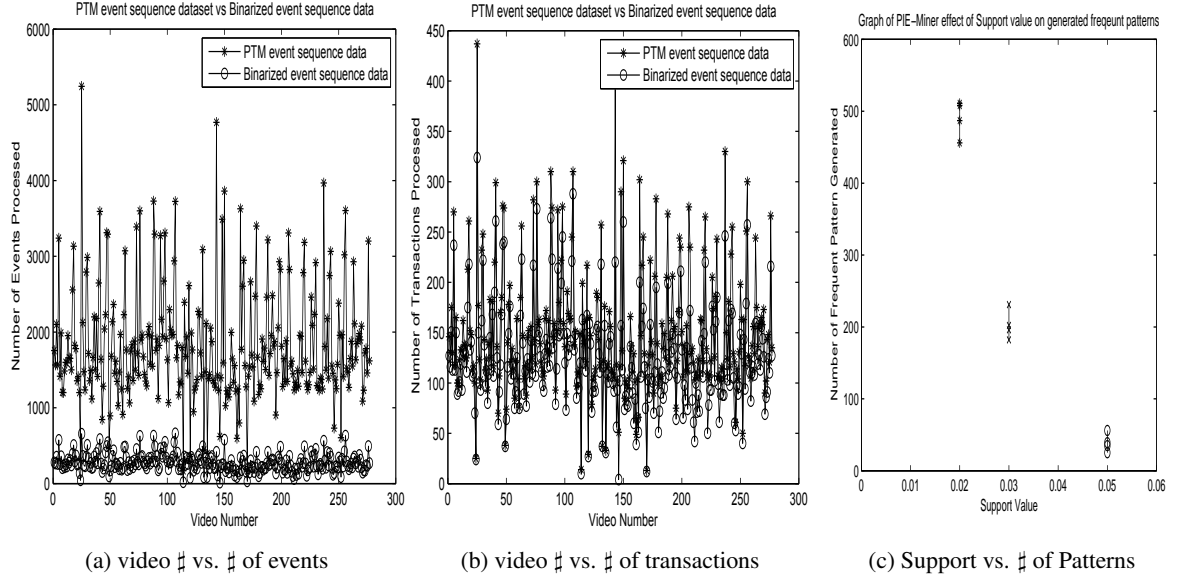 PTM event sequence dataset vs Binarized event sequence data
6000
5000
4000
3000
2000
1000
0
Number of Events Processed
PTM event sequence data
Binarized event sequence data
0 50 100 150 200 250 300
Video Number
(a) video ♯ vs. ♯ of events
PTM event sequence dataset vs Binarized event sequence data
450
400
350
300
250
200
150
100
50
0
Number of Transactions Processed
PTM event sequence data
Binarized event sequence data
0 50 100 150 200 250 300
Video Number
(b) video ♯ vs. ♯ of transactions
Graph of PIE−Miner effect of Support value on generated freqeunt patterns
600
500
400
300
200
100
0
Number of Frequent Pattern Generated
0 0.01 0.02 0.03 0.04 0.05 0.06
Support Value
(c) Support vs. ♯ of Patterns